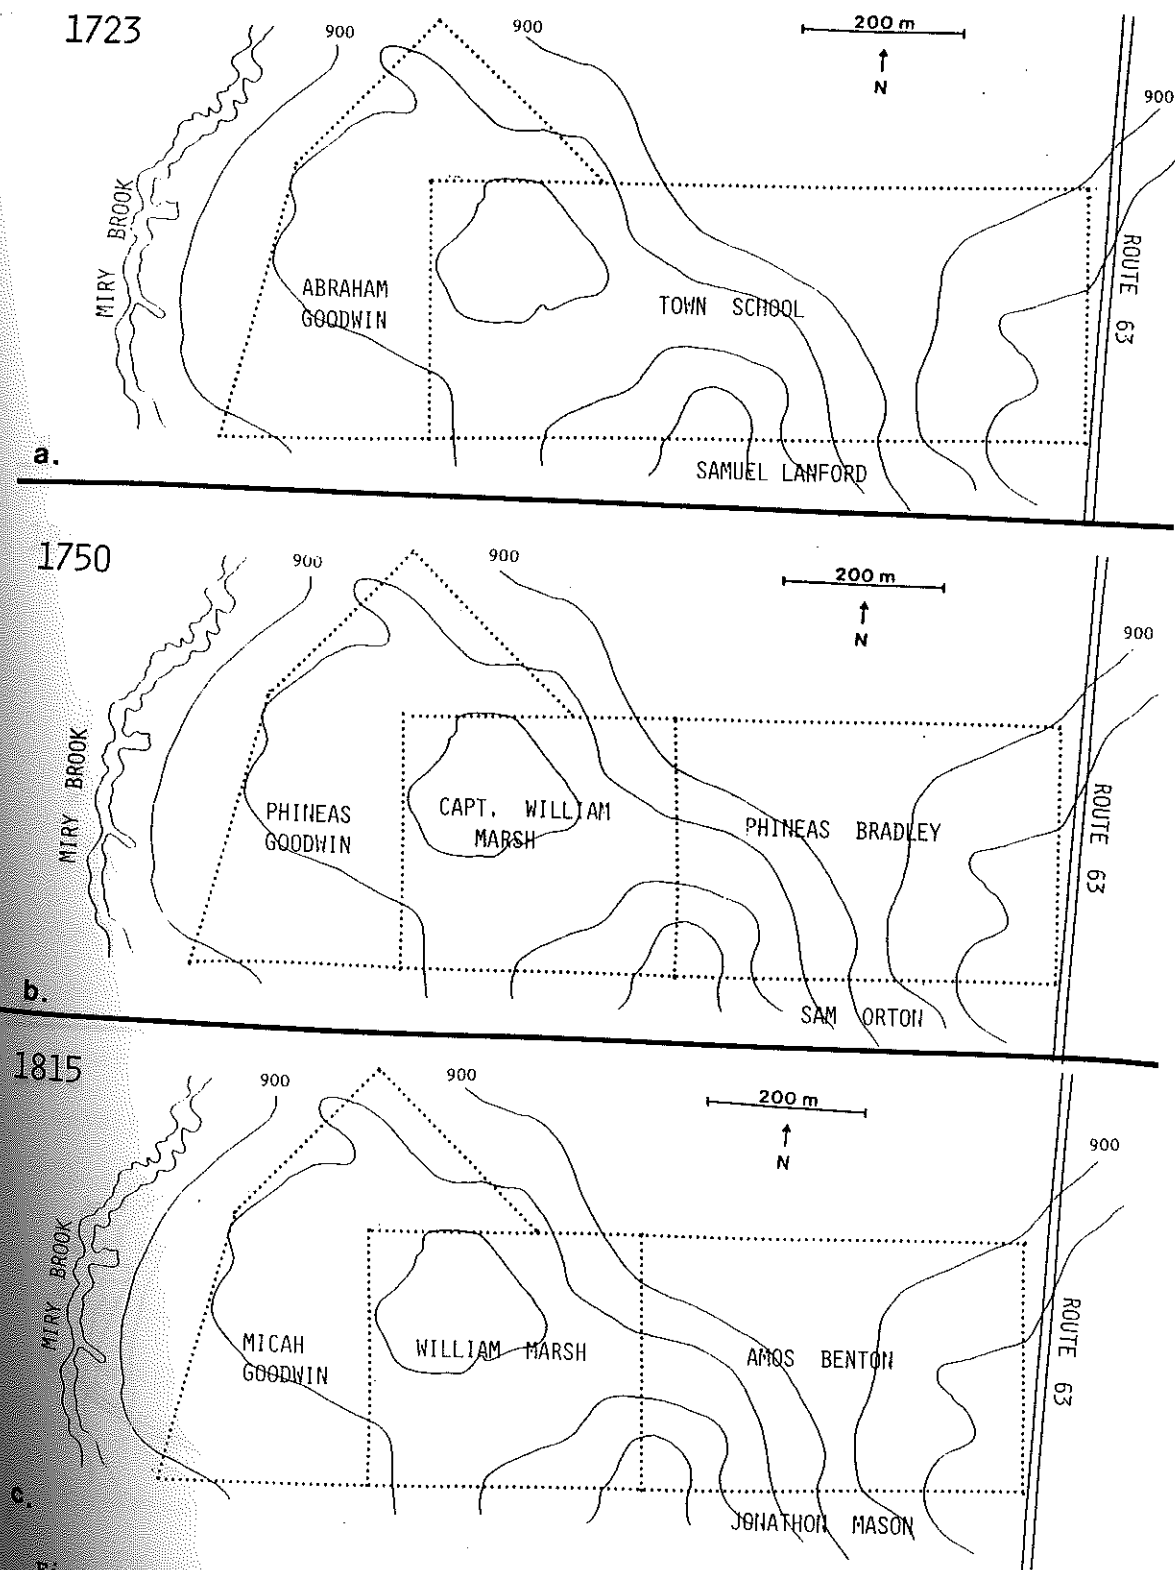 1723
900
900
200 m
N
900
MIRY BROOK
ROUTE 63
ABRAHAM
GOODWIN
TOWN SCHOOL
SAMUEL LANFORD
a.
1750
900
900
200 m
N
900
MIRY BROOK
ROUTE 63
PHINEAS
GOODWIN
CAPT. WILLIAM
MARSH
PHINEAS BRADLEY
SAM ORTON
b.
1815
900
900
200 m
N
900
MIRY BROOK
ROUTE 63
MICAH
GOODWIN
WILLIAM MARSH
AMOS BENTON
JONATHON MASON
c.